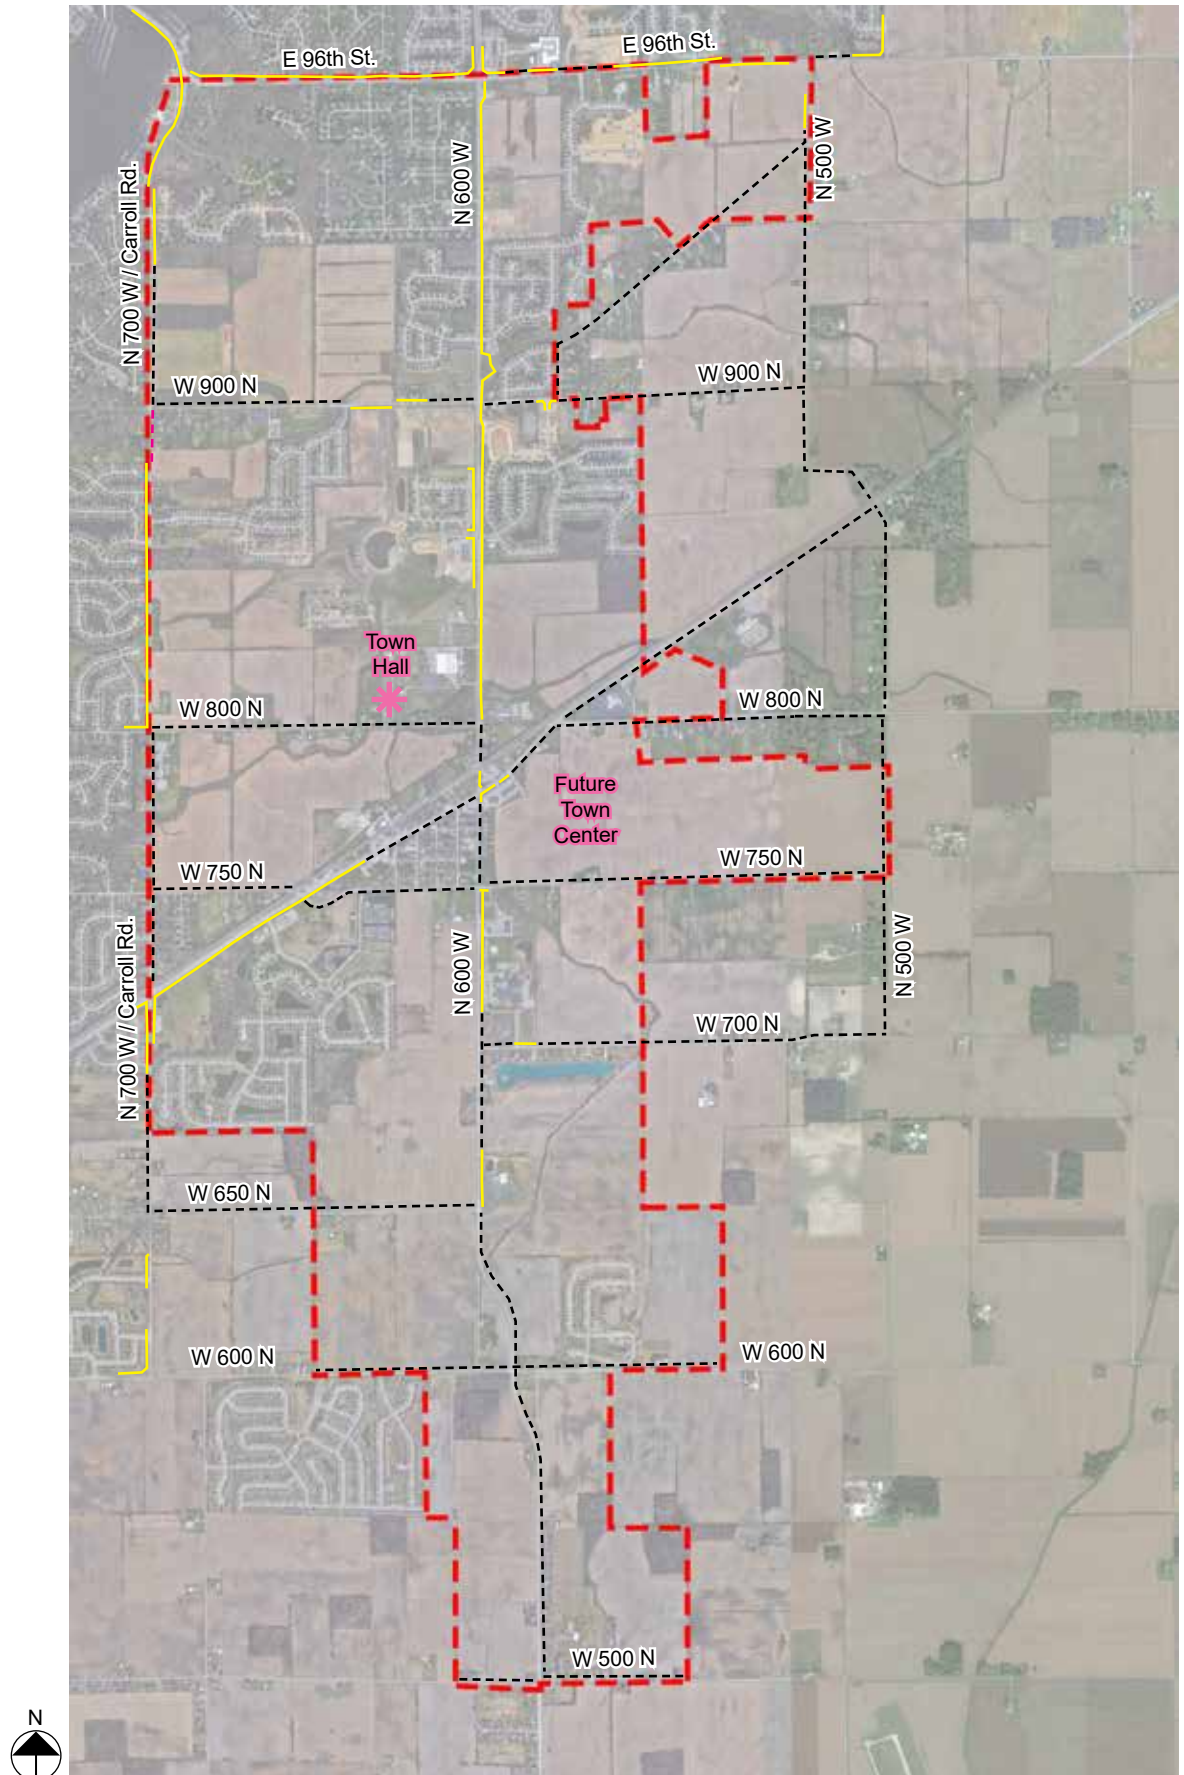 E 96th St.
E 96th St.
N 600 W
N 500 W
N 700 W / Carroll Rd.
W 900 N
W 900 N
Town
Hall
W 800 N
W 800 N
Future
Town
Center
W 750 N
W 750 N
N 700 W / Carroll Rd.
N 600 W
N 500 W
W 700 N
W 650 N
W 600 N
W 600 N
W 500 N
N